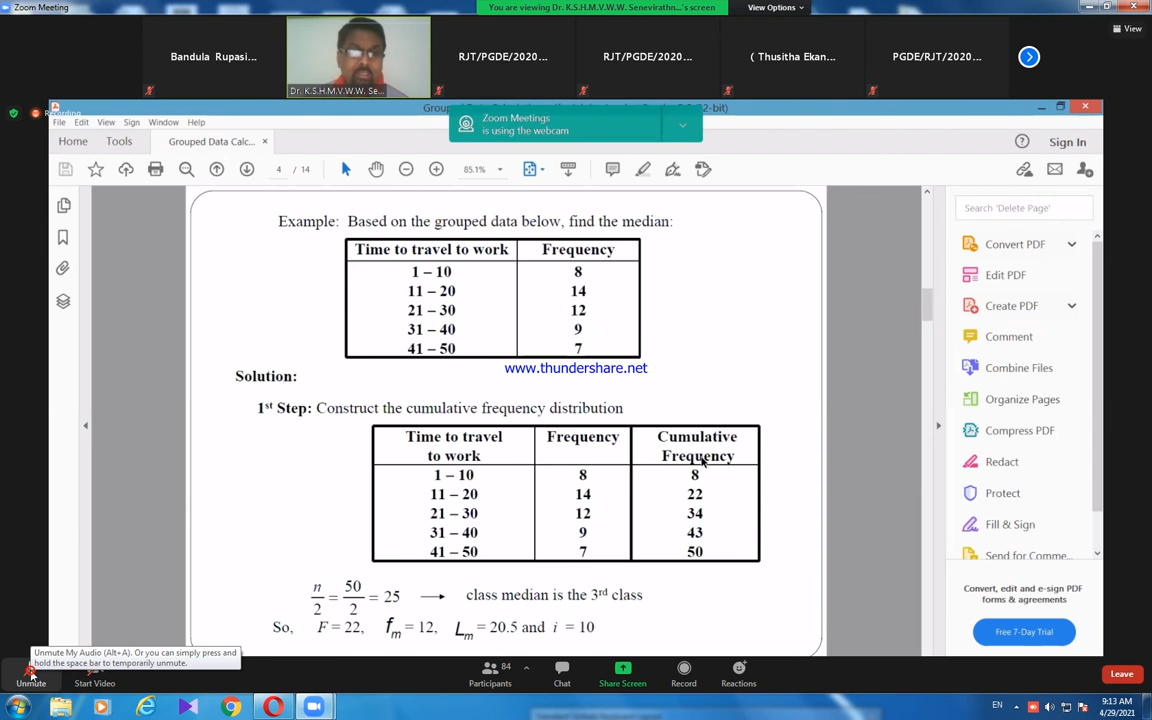 Zoom Meeting
You are viewing Dr. K.S.H.M.V.W.W. Senevirathn...'s screen
View Options
Bandula Rupasi...
Dr. K.S.H.M.V.W.W. Se...
RJT/PGDE/2020...
RJT/PGDE/2020...
( Thusitha Ekan...
PGDE/RJT/2020...
View
Recording
Zoom Meetings
is using the webcam
File Edit View Sign Window Help
Home Tools Grouped Data Calc... × Sign In
4 / 14 85.1%
Example: Based on the grouped data below, find the median:
Time to travel to work Frequency
1 – 10 8
11 – 20 14
21 – 30 12
31 – 40 9
41 – 50 7
www.thundershare.net
Solution:
1st Step: Construct the cumulative frequency distribution
Time to travel to work Frequency Cumulative Frequency
1 – 10 8 8
11 – 20 14 22
21 – 30 12 34
31 – 40 9 43
41 – 50 7 50
n/2 = 50/2 = 25 → class median is the 3rd class
So, F = 22, fm = 12, Lm = 20.5 and i = 10
Search 'Delete Page'
Convert PDF
Edit PDF
Create PDF
Comment
Combine Files
Organize Pages
Compress PDF
Redact
Protect
Fill & Sign
Send for Comme...
Convert, edit and e-sign PDF
forms & agreements
Free 7-Day Trial
Unmute My Audio (Alt+A). Or you can simply press and
hold the space bar to temporarily unmute.
Unmute
Start Video
84
Participants
Chat
Share Screen
Record
Reactions
Leave
EN
9:13 AM
4/29/2021